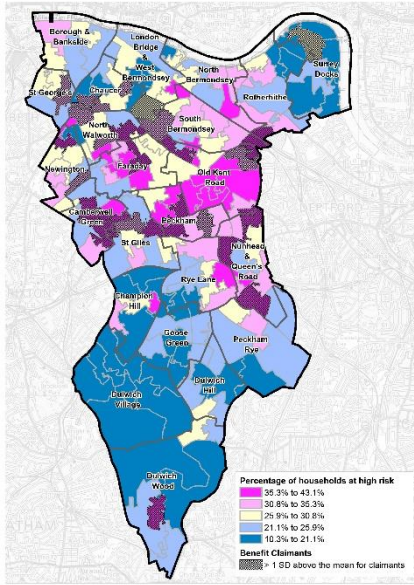 Borough &
Bankside
London
Bridge
&
West
Bermondsey
North
Bermondsey
Surrey
Docks
Rotherhithe
St George's
Chaucer
South
Bermondsey
North
Walworth
Newington
Faraday
Old Kent
Road
Camberwell
Green
Peckham
St Giles
Nunhead
&
Queen's
Road
Rye Lane
Champion
Hill
Goose
Green
Peckham
Rye
Dulwich
Hill
Dulwich
Village
Dulwich
Wood
Percentage of households at high risk
35.3% to 43.1%
30.8% to 35.3%
25.9% to 30.8%
21.1% to 25.9%
10.3% to 21.1%
Benefit Claimants
> 1 SD above the mean for claimants